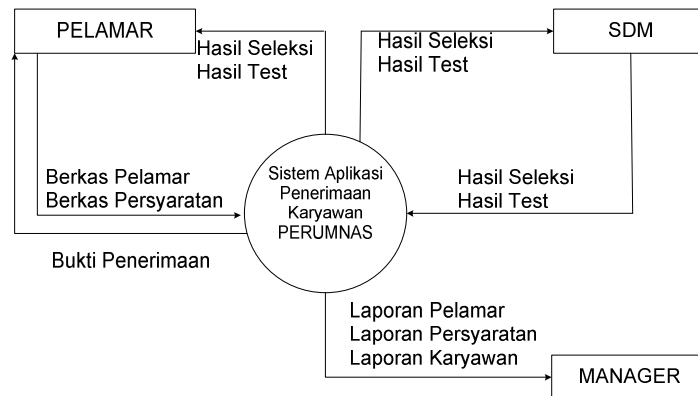 PELAMAR
SDM
Hasil Seleksi
Hasil Test
Hasil Seleksi
Hasil Test
Sistem Aplikasi
Penerimaan
Karyawan
PERUMNAS
Berkas Pelamar
Berkas Persyaratan
Hasil Seleksi
Hasil Test
Bukti Penerimaan
Laporan Pelamar
Laporan Persyaratan
Laporan Karyawan
MANAGER